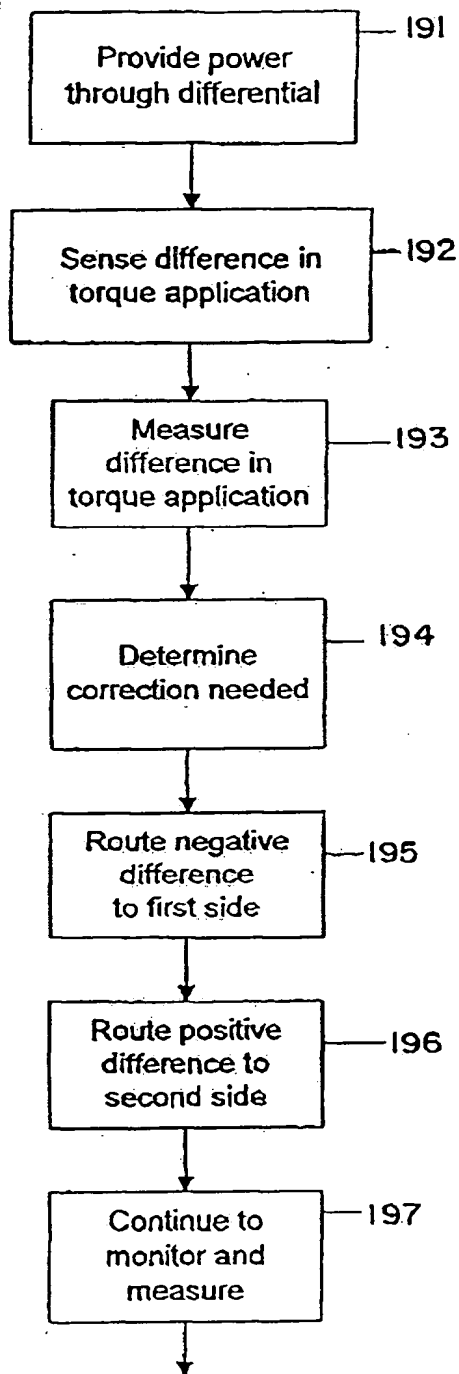 191
Provide power
through differential
192
Sense difference in
torque application
193
Measure
difference in
torque application
194
Determine
correction needed
195
Route negative
difference
to first side
196
Route positive
difference to
second side
197
Continue to
monitor and
measure